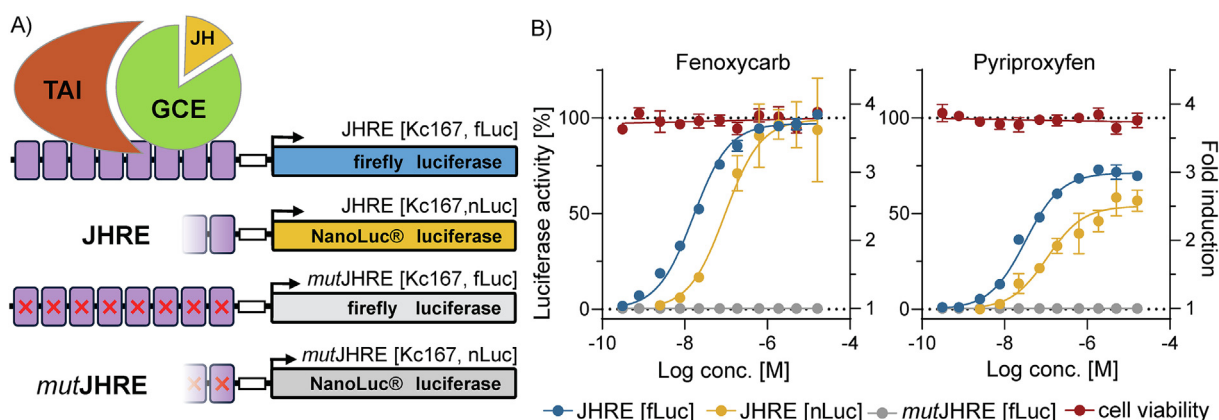 A)
JH
TAI
GCE
JHRE [Kc167, fLuc]
firefly luciferase
JHRE [Kc167,nLuc]
JHRE
NanoLuc® luciferase
mutJHRE [Kc167, fLuc]
firefly luciferase
mutJHRE [Kc167, nLuc]
mutJHRE
NanoLuc® luciferase
B)
Fenoxycarb
Pyriproxyfen
Luciferase activity [%]
100
50
0
4
3
2
1
100
50
0
4
3
2
1
Fold induction
-10 -8 -6 -4
-10 -8 -6 -4
Log conc. [M]
Log conc. [M]
JHRE [fLuc] JHRE [nLuc] mutJHRE [fLuc] cell viability